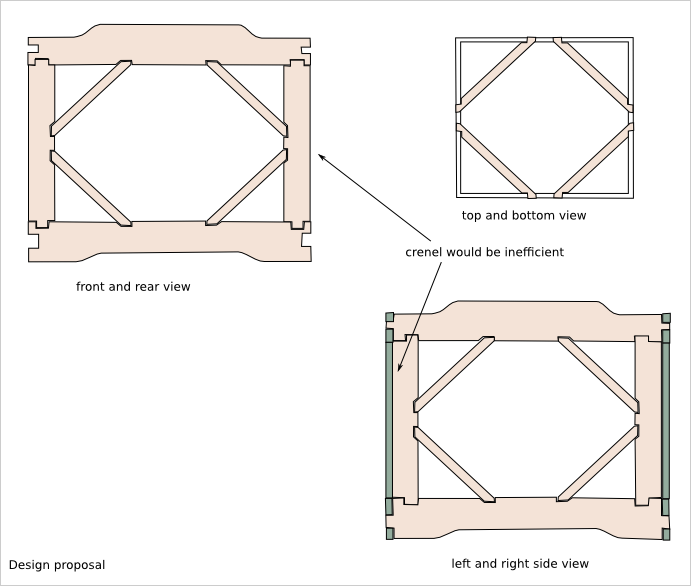 top and bottom view
crenel would be inefficient
front and rear view
left and right side view
Design proposal